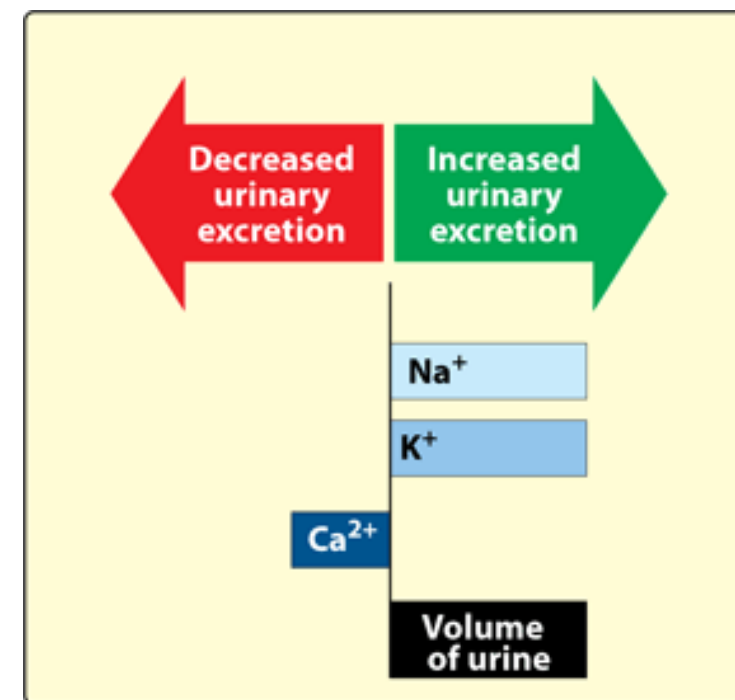 Decreased
urinary
excretion
Increased
urinary
excretion
Na⁺
K⁺
Ca²⁺
Volume
of urine